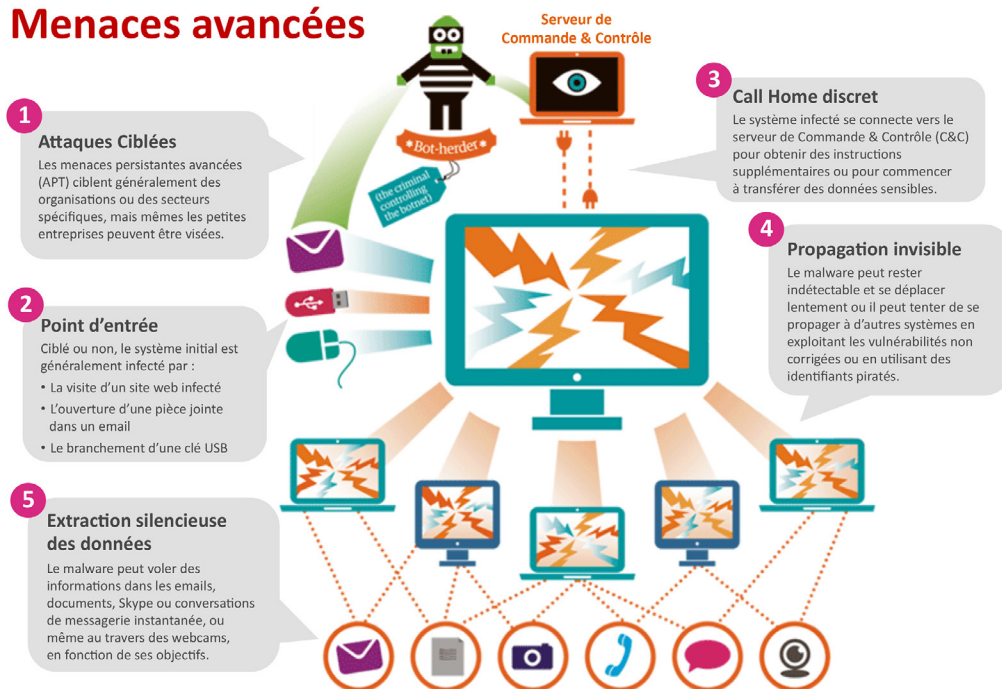 Menaces avancées
Serveur de
Commande & Contrôle
*Bot-herder*
(the criminal
controlling
the botnet)
1
Attaques Ciblées
Les menaces persistantes avancées
(APT) ciblent généralement des
organisations ou des secteurs
spécifiques, mais mêmes les petites
entreprises peuvent être visées.
2
Point d'entrée
Ciblé ou non, le système initial est
généralement infecté par :
• La visite d'un site web infecté
• L'ouverture d'une pièce jointe
dans un email
• Le branchement d'une clé USB
3
Call Home discret
Le système infecté se connecte vers le
serveur de Commande & Contrôle (C&C)
pour obtenir des instructions
supplémentaires ou pour commencer
à transférer des données sensibles.
4
Propagation invisible
Le malware peut rester
indétectable et se déplacer
lentement ou il peut tenter de se
propager à d'autres systèmes en
exploitant les vulnérabilités non
corrigées ou en utilisant des
identifiants piratés.
5
Extraction silencieuse
des données
Le malware peut voler des
informations dans les emails,
documents, Skype ou conversations
de messagerie instantanée, ou
même au travers des webcams,
en fonction de ses objectifs.